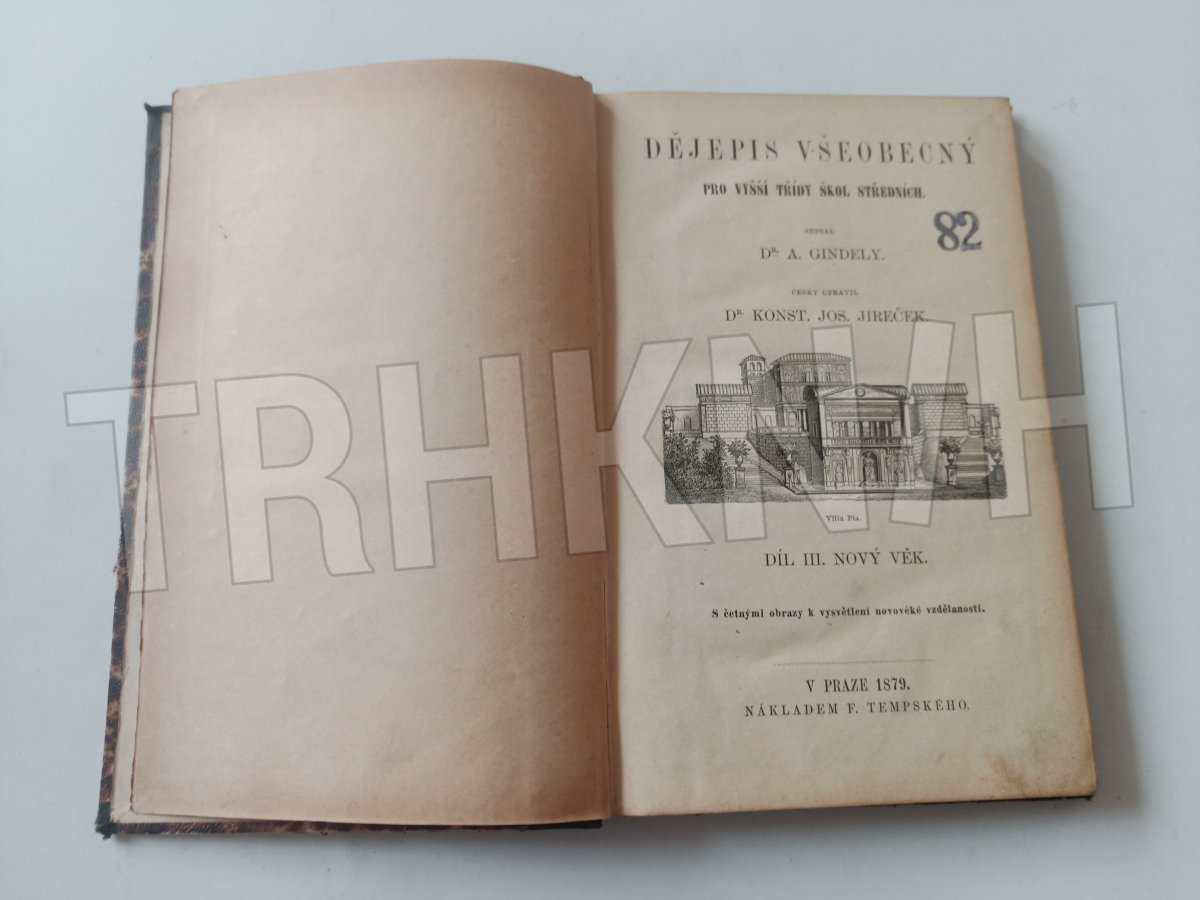 DĚJEPIS VŠEOBECNÝ
PRO VYŠŠÍ TŘÍDY ŠKOL STŘEDNÍCH.
SEPSAL
82
DR. A. GINDELY.
ČESKY UPRAVIL
DR. KONST. JOS. JIREČEK.
TRHKNIH
Villa Pia.
DÍL III. NOVÝ VĚK.
S četnými obrazy k vysvětlení novověké vzdělanosti.
V PRAZE 1879.
NÁKLADEM F. TEMPSKÉHO.